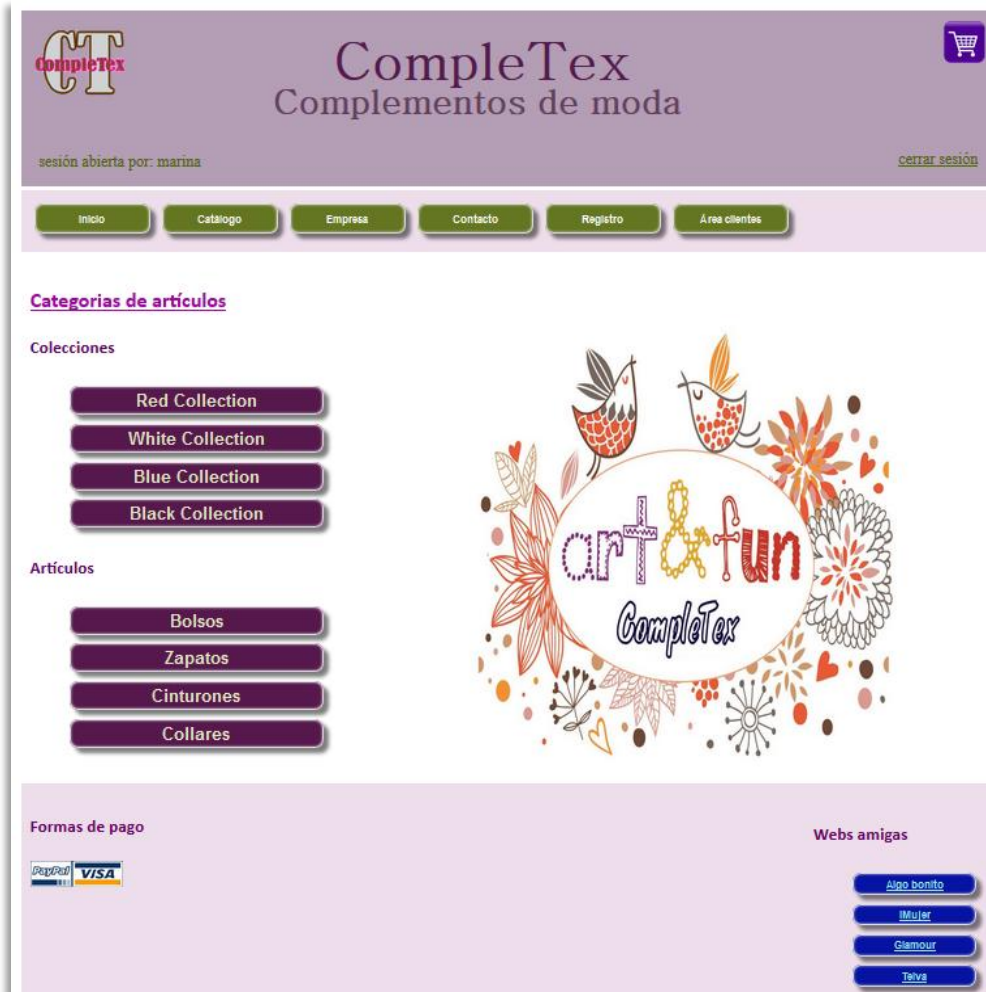 CT
CompleTex
CompleTex
Complementos de moda
sesión abierta por: marina
cerrar sesión
Inicio
Catálogo
Empresa
Contacto
Registro
Área clientes
Categorias de artículos
Colecciones
Red Collection
White Collection
Blue Collection
Black Collection
art&fun
CompleTex
Artículos
Bolsos
Zapatos
Cinturones
Collares
Formas de pago
PayPal VISA
Webs amigas
Algo bonito
IMujer
Glamour
Telva